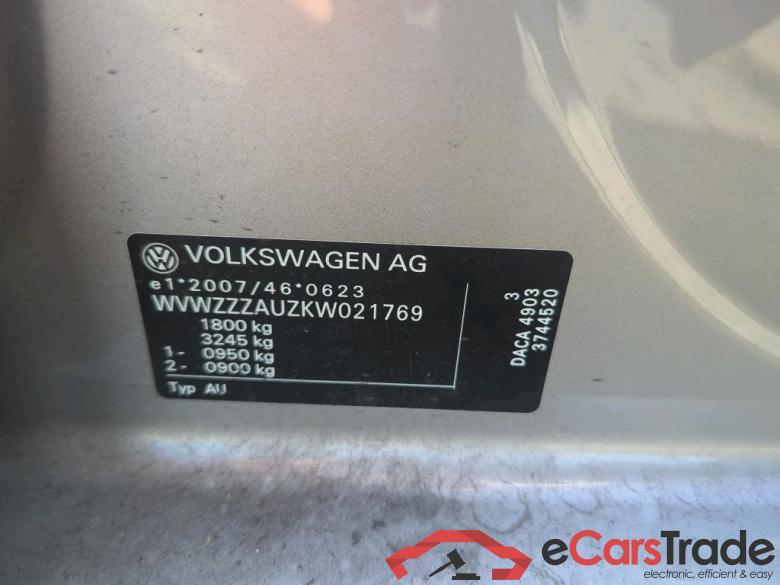 VOLKSWAGEN AG
e1*2007/46*0623
WVWZZZAUZKW021769
1800 kg
3245 kg
1- 0950 kg
2- 0900 kg
Typ AU
3
DACA 4903
3744520
eCarsTrade
electronic, efficient & easy